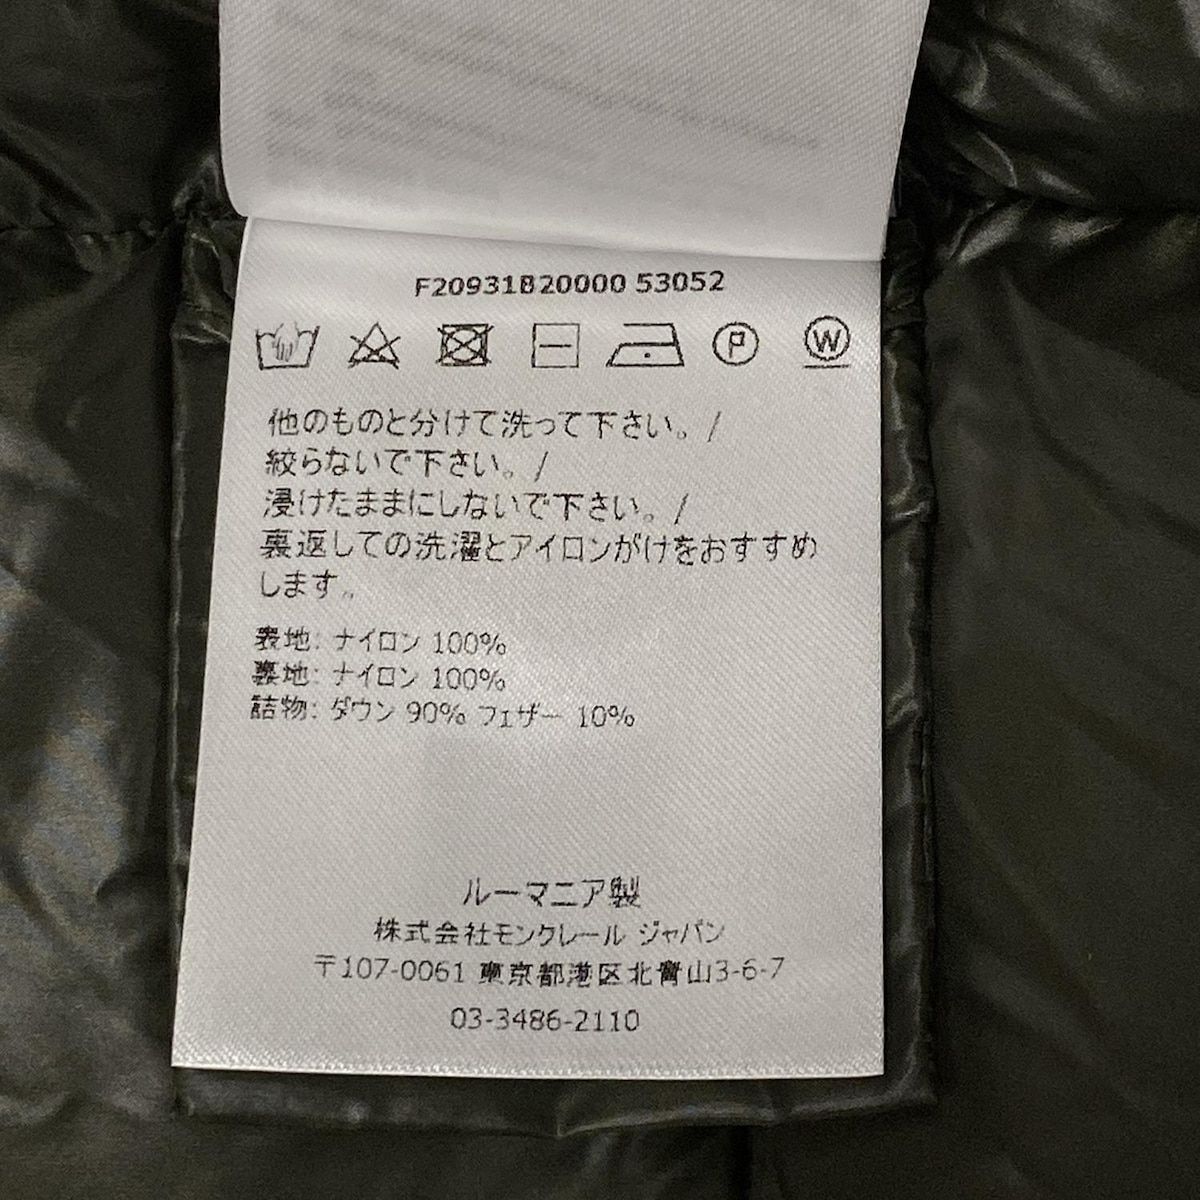 F20931B20000 53052
P W
他のものと分けて洗って下さい。/
絞らないで下さい。/
浸けたままにしないで下さい。/
裏返しての洗濯とアイロンがけをおすすめ
します。
表地: ナイロン 100%
裏地: ナイロン 100%
詰物: ダウン 90% フェザー 10%
ルーマニア製
株式会社モンクレール ジャパン
〒107-0061 東京都港区北青山3-6-7
03-3486-2110